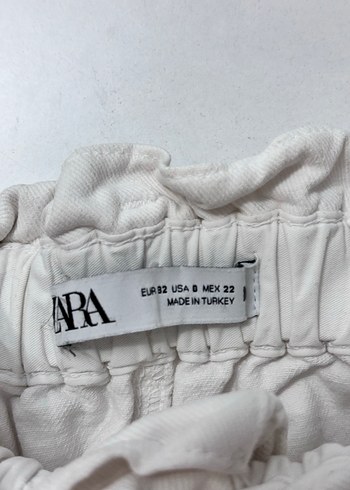 ZARA
EUR 32 USA 0 MEX 22
MADE IN TURKEY